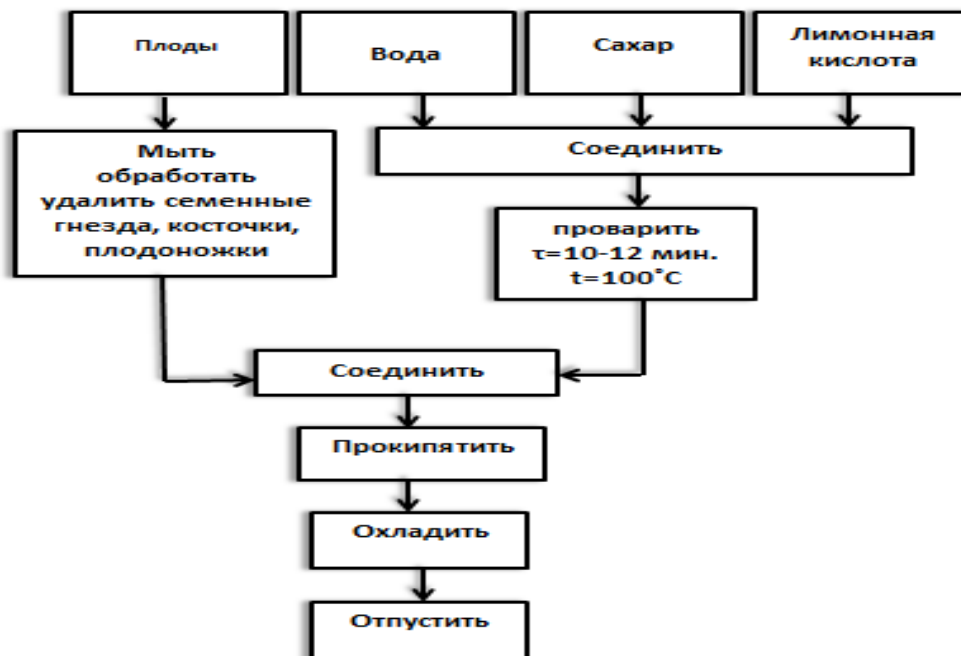 Плоды
Вода
Сахар
Лимонная
кислота
Мыть
обработать
удалить семенные
гнезда, косточки,
плодоножки
Соединить
проварить
τ=10-12 мин.
t=100˚С
Соединить
Прокипятить
Охладить
Отпустить